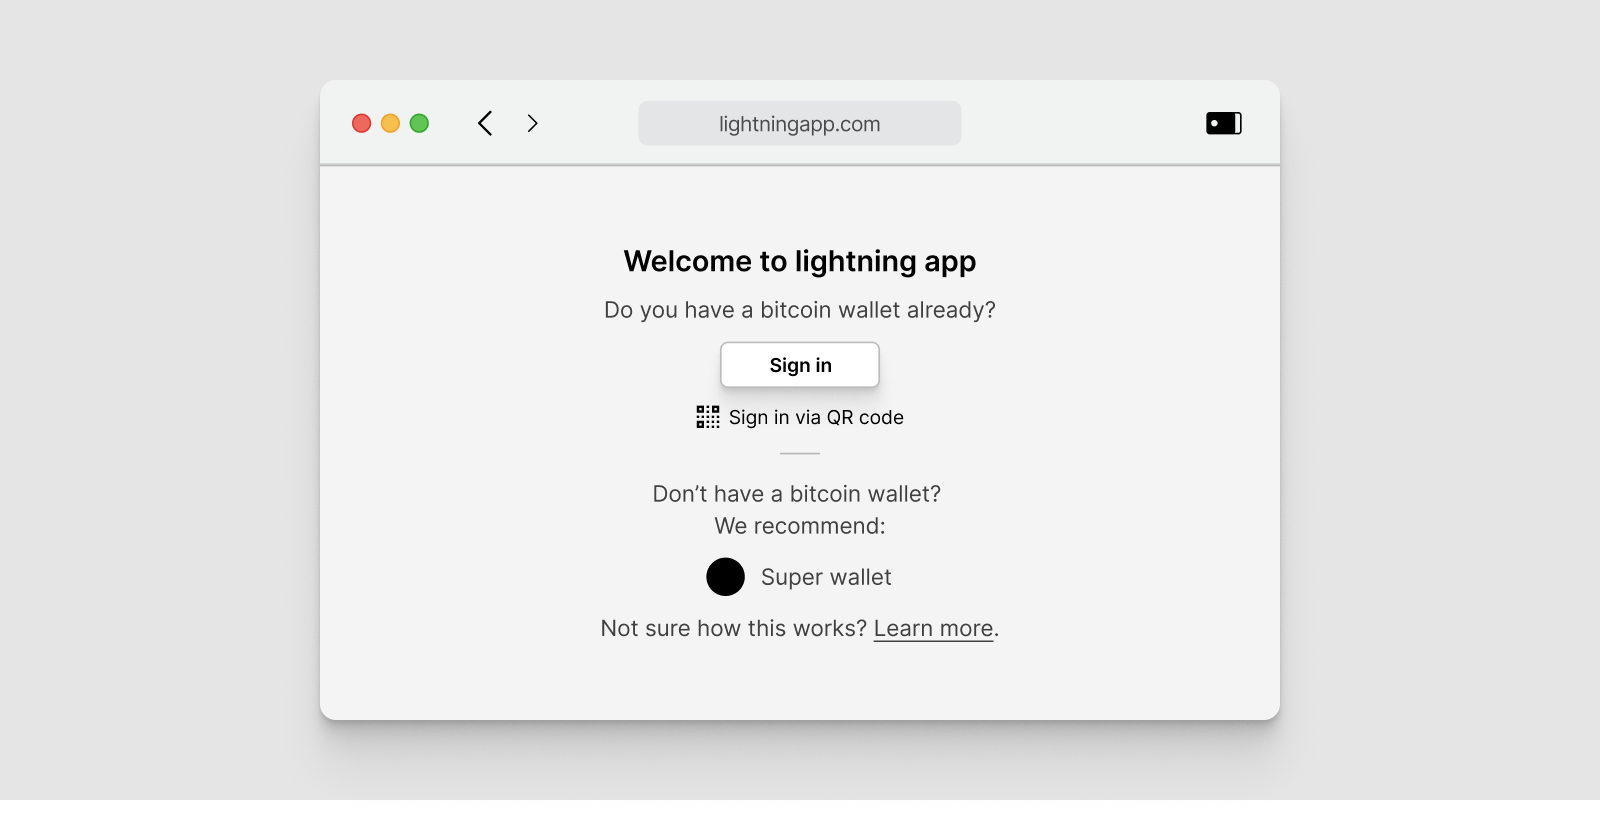 lightningapp.com
Welcome to lightning app
Do you have a bitcoin wallet already?
Sign in
Sign in via QR code
Don’t have a bitcoin wallet?
We recommend:
Super wallet
Not sure how this works? Learn more.